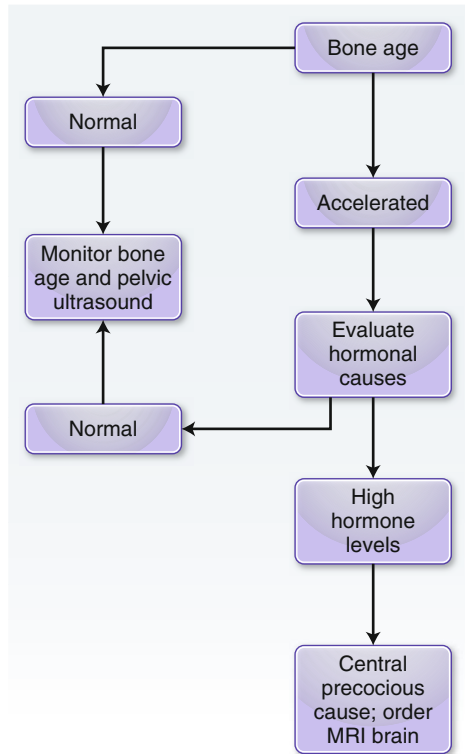 Bone age
Normal
Accelerated
Monitor bone
age and pelvic
ultrasound
Evaluate
hormonal
causes
Normal
High
hormone
levels
Central
precocious
cause; order
MRI brain